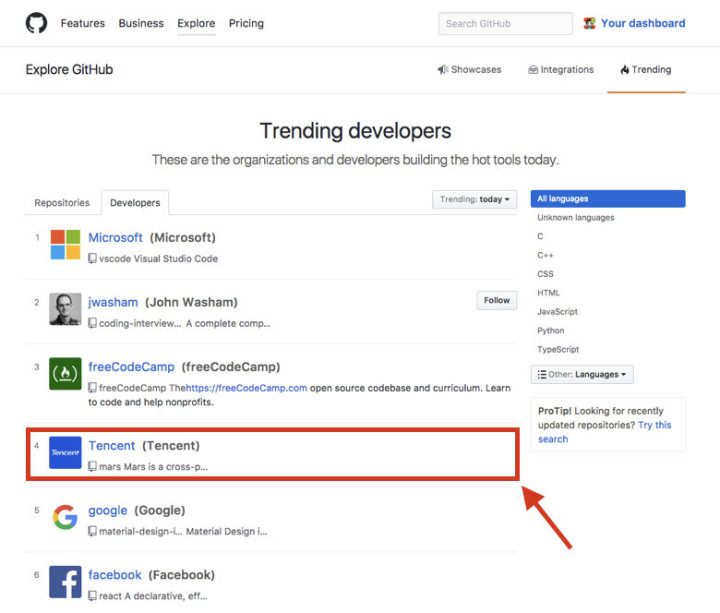 Features Business Explore Pricing Search GitHub Your dashboard
Explore GitHub Showcases Integrations Trending
Trending developers
These are the organizations and developers building the hot tools today.
Repositories Developers Trending: today
1 Microsoft (Microsoft)
vscode Visual Studio Code
2 jwasham (John Washam) Follow
coding-interview... A complete comp...
3 freeCodeCamp (freeCodeCamp)
freeCodeCamp Thehttps://freeCodeCamp.com open source codebase and curriculum. Learn
to code and help nonprofits.
4 Tencent Tencent (Tencent)
mars Mars is a cross-p...
5 google (Google)
material-design-i... Material Design i...
6 facebook (Facebook)
react A declarative, eff...
All languages
Unknown languages
C
C++
CSS
HTML
JavaScript
Python
TypeScript
Other: Languages
ProTip! Looking for recently
updated repositories? Try this
search